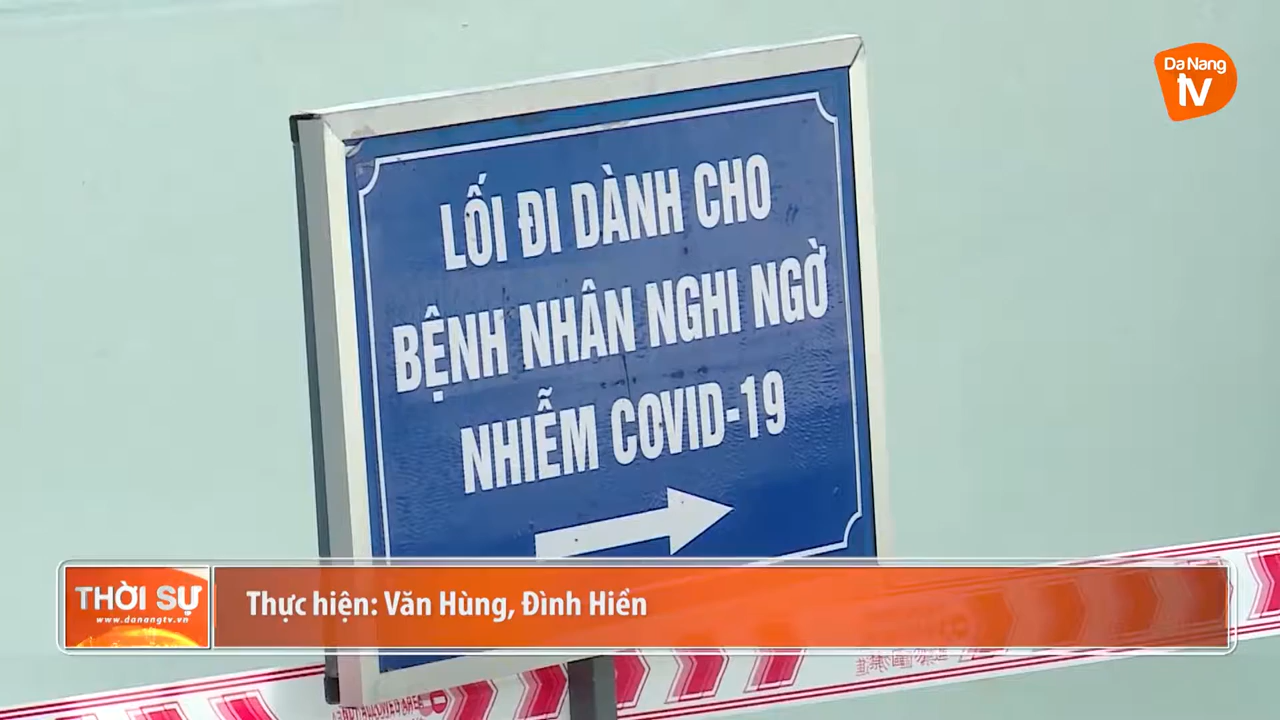 Da Nang
tv
LỐI ĐI DÀNH CHO
BỆNH NHÂN NGHI NGỜ
NHIỄM COVID-19
THỜI SỰ
www.danangtv.vn
Thực hiện: Văn Hùng, Đình Hiền